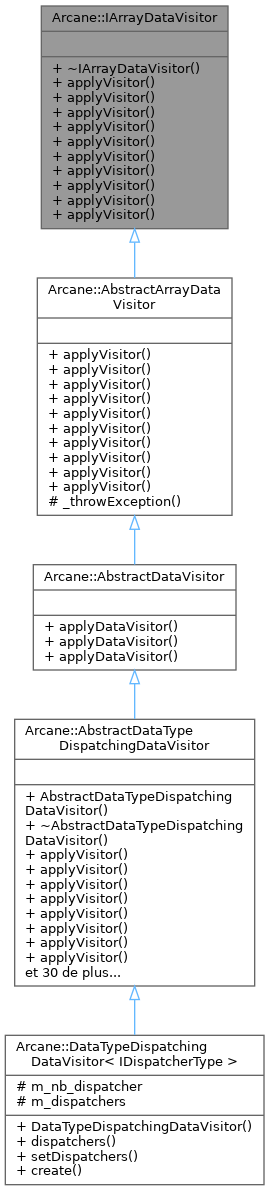 Arcane::IArrayDataVisitor
+ ~IArrayDataVisitor()
+ applyVisitor()
+ applyVisitor()
+ applyVisitor()
+ applyVisitor()
+ applyVisitor()
+ applyVisitor()
+ applyVisitor()
+ applyVisitor()
+ applyVisitor()
+ applyVisitor()
Arcane::AbstractArrayData
Visitor
+ applyVisitor()
+ applyVisitor()
+ applyVisitor()
+ applyVisitor()
+ applyVisitor()
+ applyVisitor()
+ applyVisitor()
+ applyVisitor()
+ applyVisitor()
+ applyVisitor()
# _throwException()
Arcane::AbstractDataVisitor
+ applyDataVisitor()
+ applyDataVisitor()
+ applyDataVisitor()
Arcane::AbstractDataType
DispatchingDataVisitor
+ AbstractDataTypeDispatching
DataVisitor()
+ ~AbstractDataTypeDispatching
DataVisitor()
+ applyVisitor()
+ applyVisitor()
+ applyVisitor()
+ applyVisitor()
+ applyVisitor()
+ applyVisitor()
+ applyVisitor()
+ applyVisitor()
et 30 de plus...
Arcane::DataTypeDispatching
DataVisitor< IDispatcherType >
# m_nb_dispatcher
# m_dispatchers
+ DataTypeDispatchingDataVisitor()
+ dispatchers()
+ setDispatchers()
+ create()